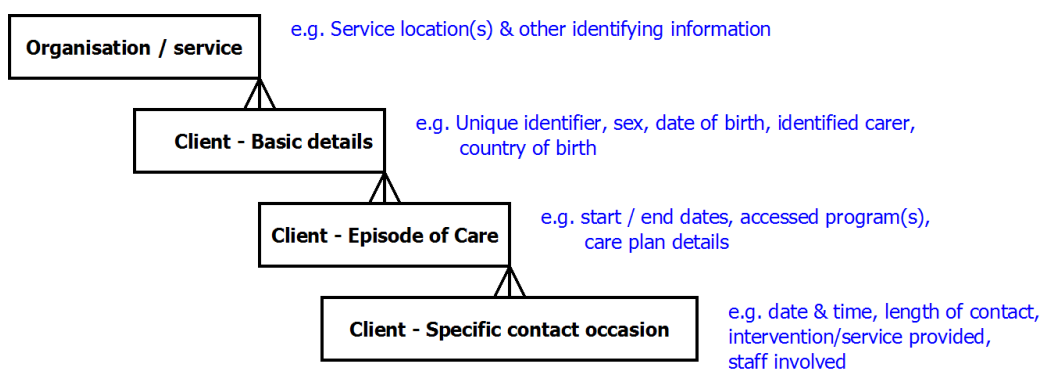 Organisation / service
e.g. Service location(s) & other identifying information
Client - Basic details
e.g. Unique identifier, sex, date of birth, identified carer,
country of birth
Client - Episode of Care
e.g. start / end dates, accessed program(s),
care plan details
Client - Specific contact occasion
e.g. date & time, length of contact,
intervention/service provided,
staff involved